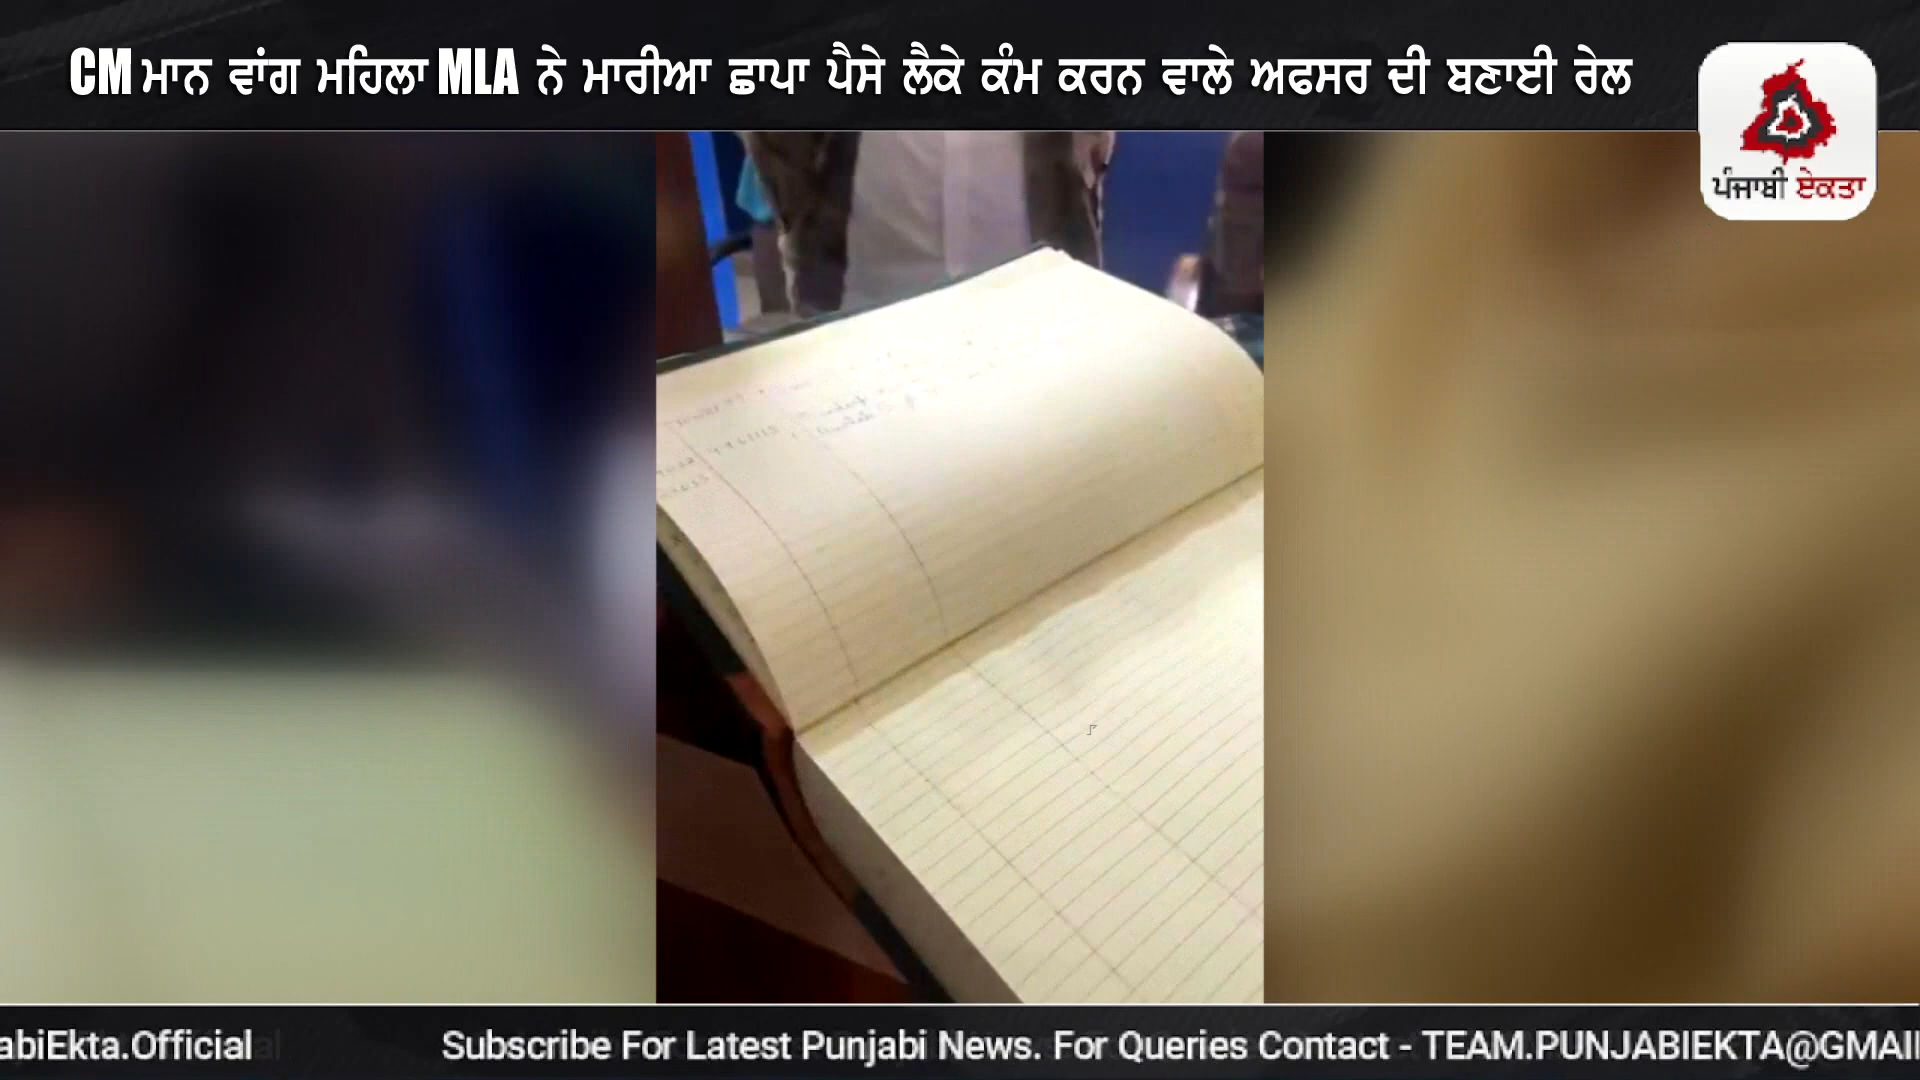 CM ਮਾਨ ਵਾਂਗ ਮਹਿਲਾ MLA ਨੇ ਮਾਰੀਆ ਛਾਪਾ ਪੈਸੇ ਲੈਕੇ ਕੰਮ ਕਰਨ ਵਾਲੇ ਅਫਸਰ ਦੀ ਬਣਾਈ ਰੇਲ
ਪੰਜਾਬੀ ਏਕਤਾ
abiEkta.Official Subscribe For Latest Punjabi News. For Queries Contact - TEAM.PUNJABIEKTA@GMAIL